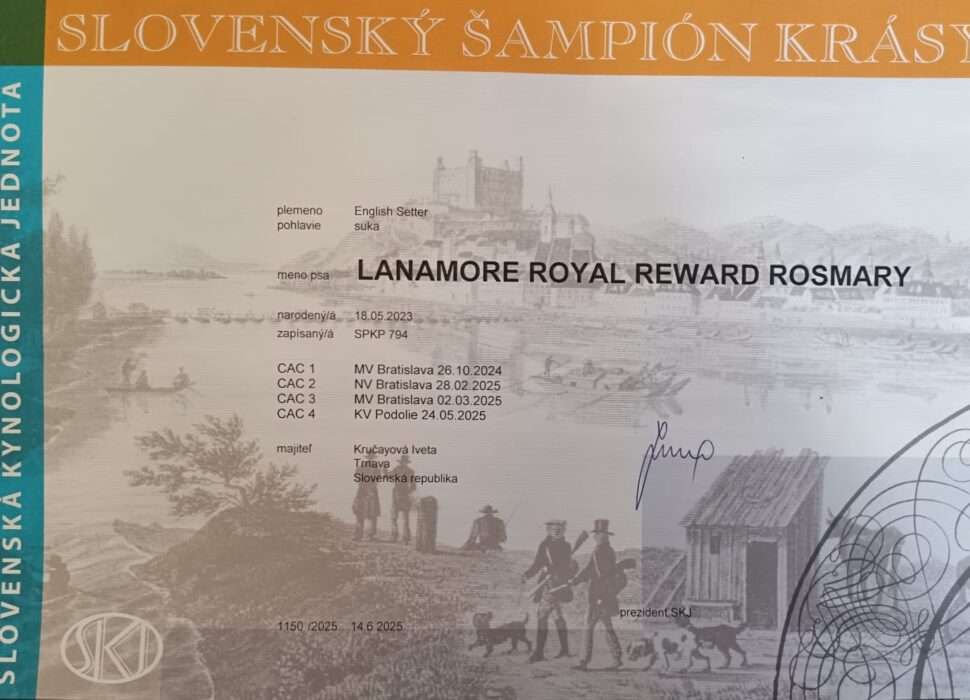 SLOVENSKÝ ŠAMPIÓN KRÁSY
SLOVENSKÁ KYNOLOGICKÁ JEDNOTA
plemeno English Setter
pohlavie suka
meno psa LANAMORE ROYAL REWARD ROSMARY
narodený/á 18.05.2023
zapísaný/á SPKP 794
CAC 1 MV Bratislava 26.10.2024
CAC 2 NV Bratislava 28.02.2025
CAC 3 MV Bratislava 02.03.2025
CAC 4 KV Podolie 24.05.2025
majiteľ Kručayová Iveta
Trnava
Slovenská republika
prezident SKJ
1150 /2025 14.6.2025
SKJ